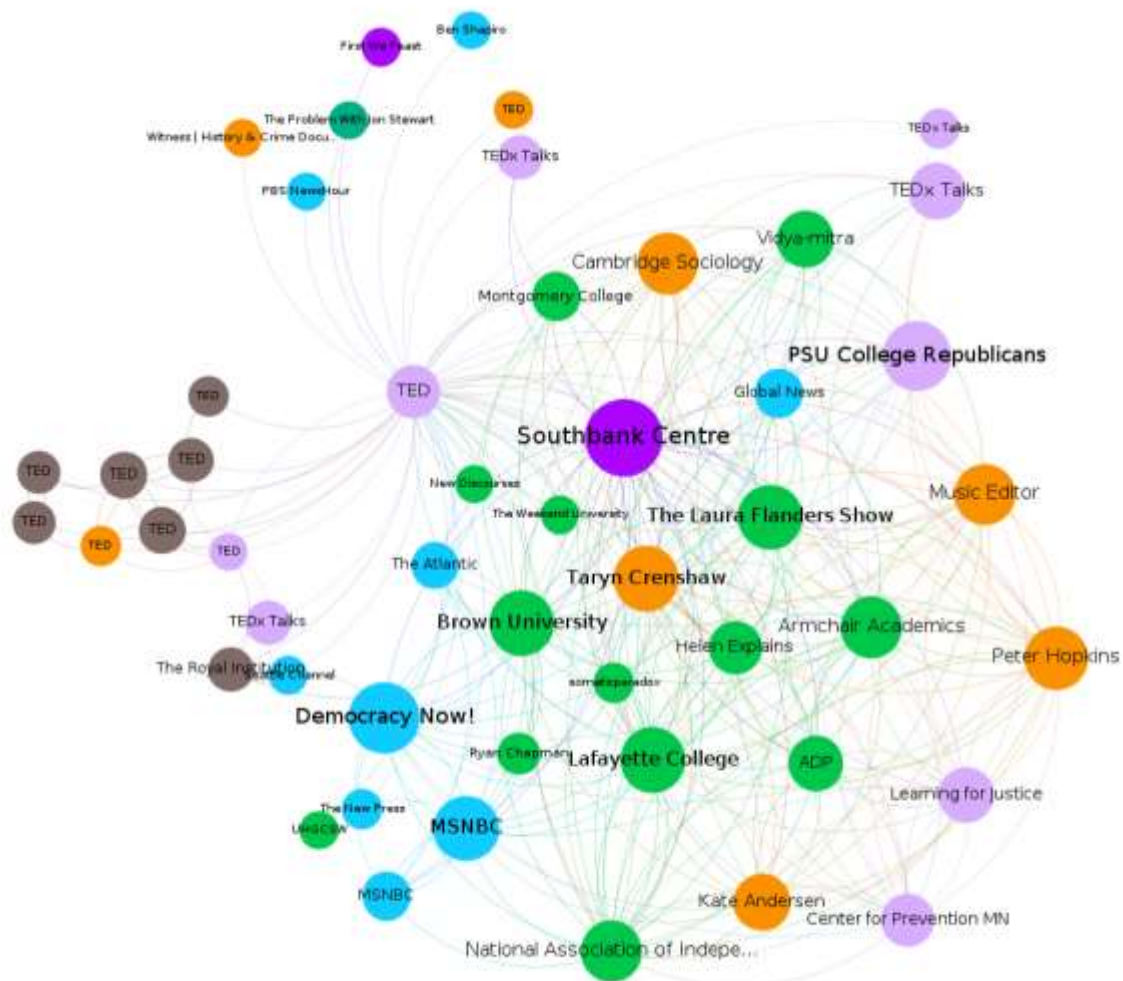 Ben Shapiro
First We Feast
TED
The Problem With Jon Stewart
Witness | History & Crime Docu..
TEDx Talks
TEDx Talks
PBS NewsHour
TEDx Talks
Vidya-mitra
Cambridge Sociology
Montgomery College
PSU College Republicans
TED
Global News
TED
Southbank Centre
TED
TED
TED
New Discourses
Music Editor
The Weekend University
The Laura Flanders Show
TED
TED
TED
TED
The Atlantic
Taryn Crenshaw
TEDx Talks
Brown University
Armchair Academics
Helen Explains
Peter Hopkins
The Royal Institution
Channel
somaticparadox
Democracy Now!
Ryan Chapman
Lafayette College
ADP
Learning for Justice
The New Press
MSNBC
MSNBC
Kate Andersen
Center for Prevention MN
National Association of Indepe...